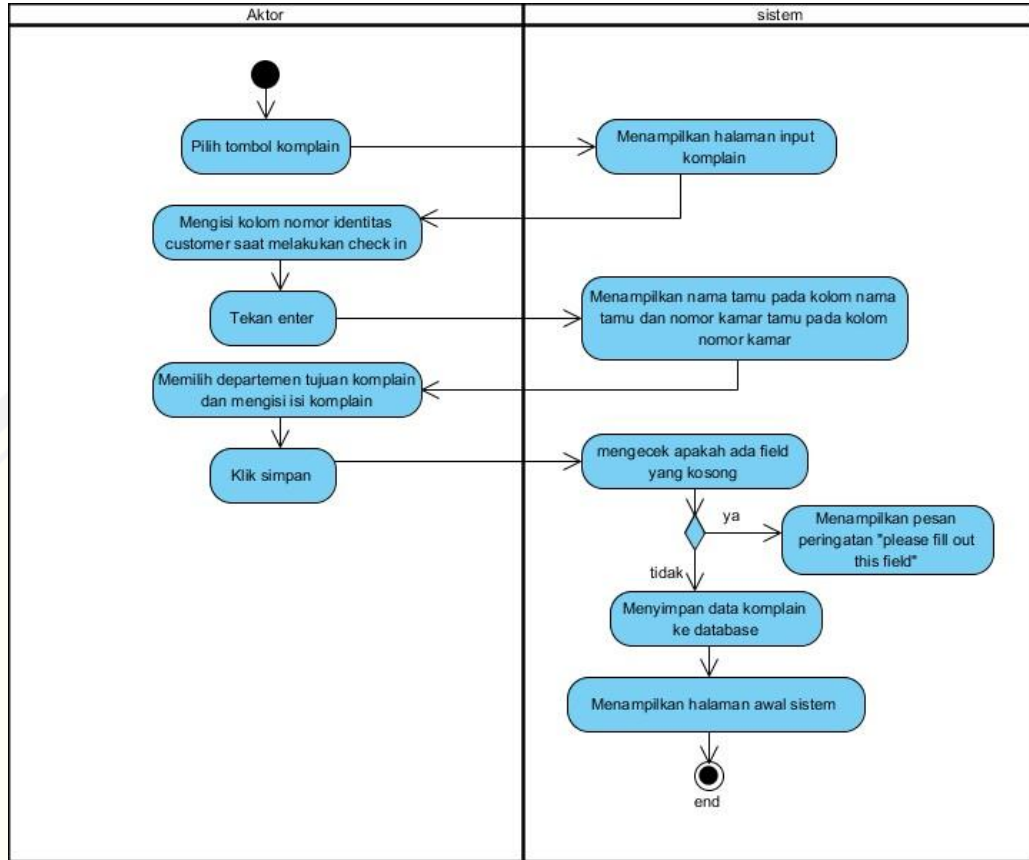 Aktor
sistem
Pilih tombol komplain
Menampilkan halaman input
komplain
Mengisi kolom nomor identitas
customer saat melakukan check in
Tekan enter
Menampilkan nama tamu pada kolom nama
tamu dan nomor kamar tamu pada kolom
nomor kamar
Memilih departemen tujuan komplain
dan mengisi isi komplain
Klik simpan
mengecek apakah ada field
yang kosong
ya
Menampilkan pesan
peringatan "please fill out
this field"
tidak
Menyimpan data komplain
ke database
Menampilkan halaman awal sistem
end